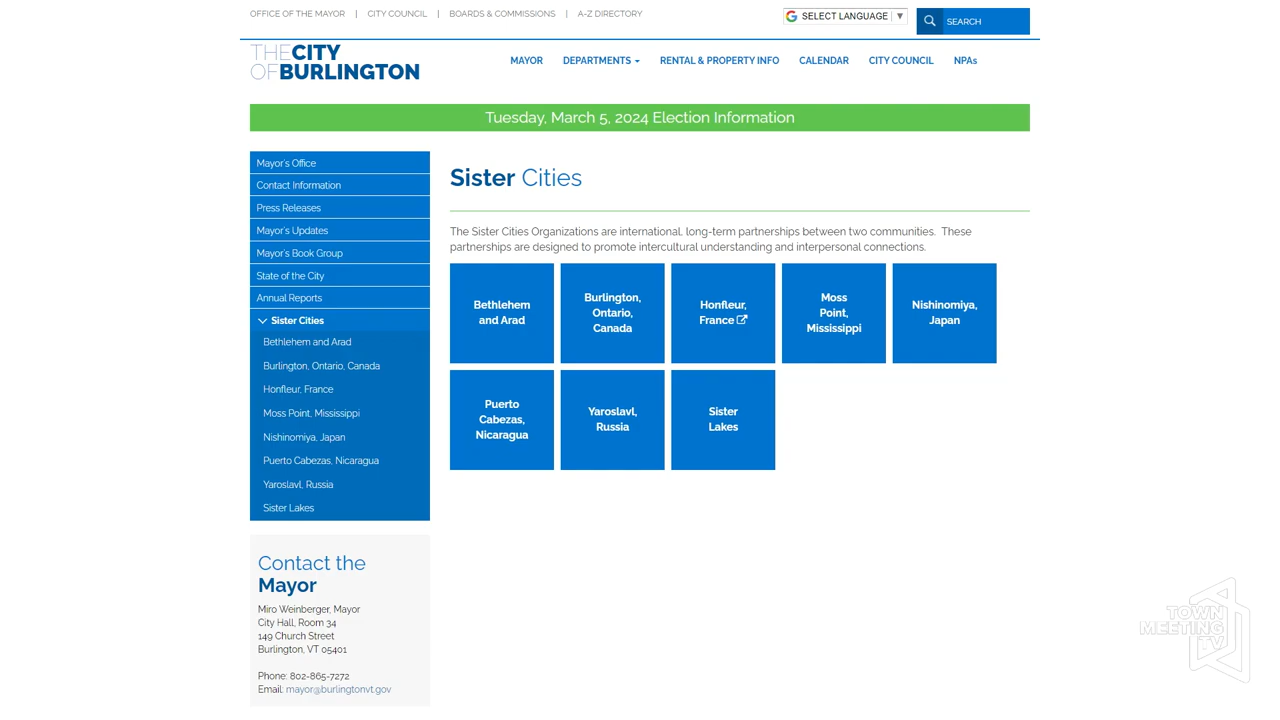 OFFICE OF THE MAYOR | CITY COUNCIL | BOARDS & COMMISSIONS | A-Z DIRECTORY
SELECT LANGUAGE ▼
SEARCH
THE CITY
OF BURLINGTON
MAYOR DEPARTMENTS RENTAL & PROPERTY INFO CALENDAR CITY COUNCIL NPAs
Tuesday, March 5, 2024 Election Information
Mayor's Office
Contact Information
Press Releases
Mayor's Updates
Mayor's Book Group
State of the City
Annual Reports
Sister Cities
Bethlehem and Arad
Burlington, Ontario, Canada
Honfleur, France
Moss Point, Mississippi
Nishinomiya, Japan
Puerto Cabezas, Nicaragua
Yaroslavl, Russia
Sister Lakes
Contact the
Mayor
Miro Weinberger, Mayor
City Hall, Room 34
149 Church Street
Burlington, VT 05401
Phone: 802-865-7272
Email: mayor@burlingtonvt.gov
Sister Cities
The Sister Cities Organizations are international, long-term partnerships between two communities. These
partnerships are designed to promote intercultural understanding and interpersonal connections.
Bethlehem
and Arad
Burlington,
Ontario,
Canada
Honfleur,
France
Moss
Point,
Mississippi
Nishinomiya,
Japan
Puerto
Cabezas,
Nicaragua
Yaroslavl,
Russia
Sister
Lakes
TOWN
MEETING
TV